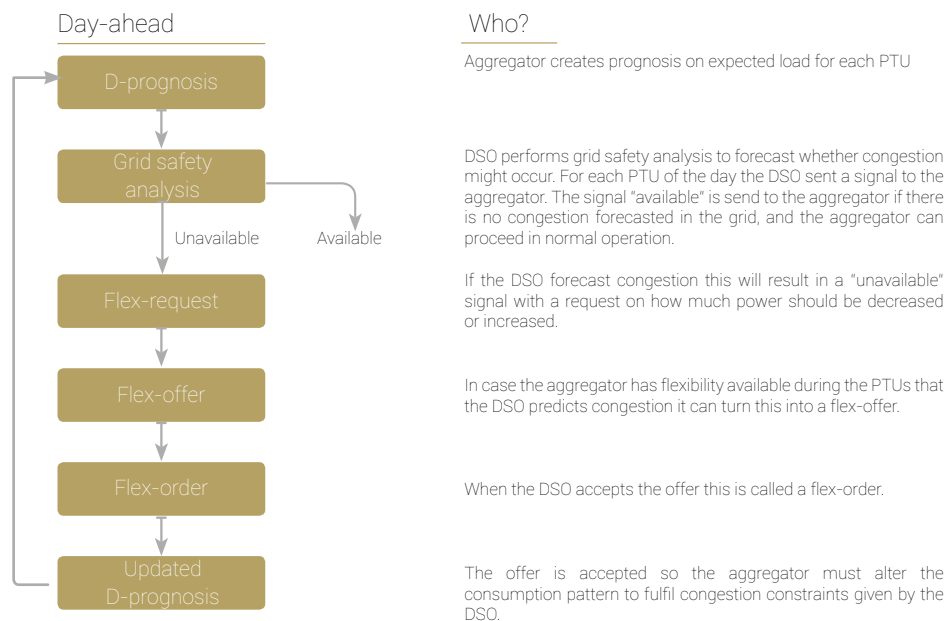 Day-ahead
Who?
D-prognosis
Aggregator creates prognosis on expected load for each PTU
Grid safety
analysis
DSO performs grid safety analysis to forecast whether congestion
might occur. For each PTU of the day the DSO sent a signal to the
aggregator. The signal "available" is send to the aggregator if there
is no congestion forecasted in the grid, and the aggregator can
proceed in normal operation.
Unavailable
Available
Flex-request
If the DSO forecast congestion this will result in a "unavailable"
signal with a request on how much power should be decreased
or increased.
Flex-offer
In case the aggregator has flexibility available during the PTUs that
the DSO predicts congestion it can turn this into a flex-offer.
Flex-order
When the DSO accepts the offer this is called a flex-order.
Updated
D-prognosis
The offer is accepted so the aggregator must alter the
consumption pattern to fulfil congestion constraints given by the
DSO.